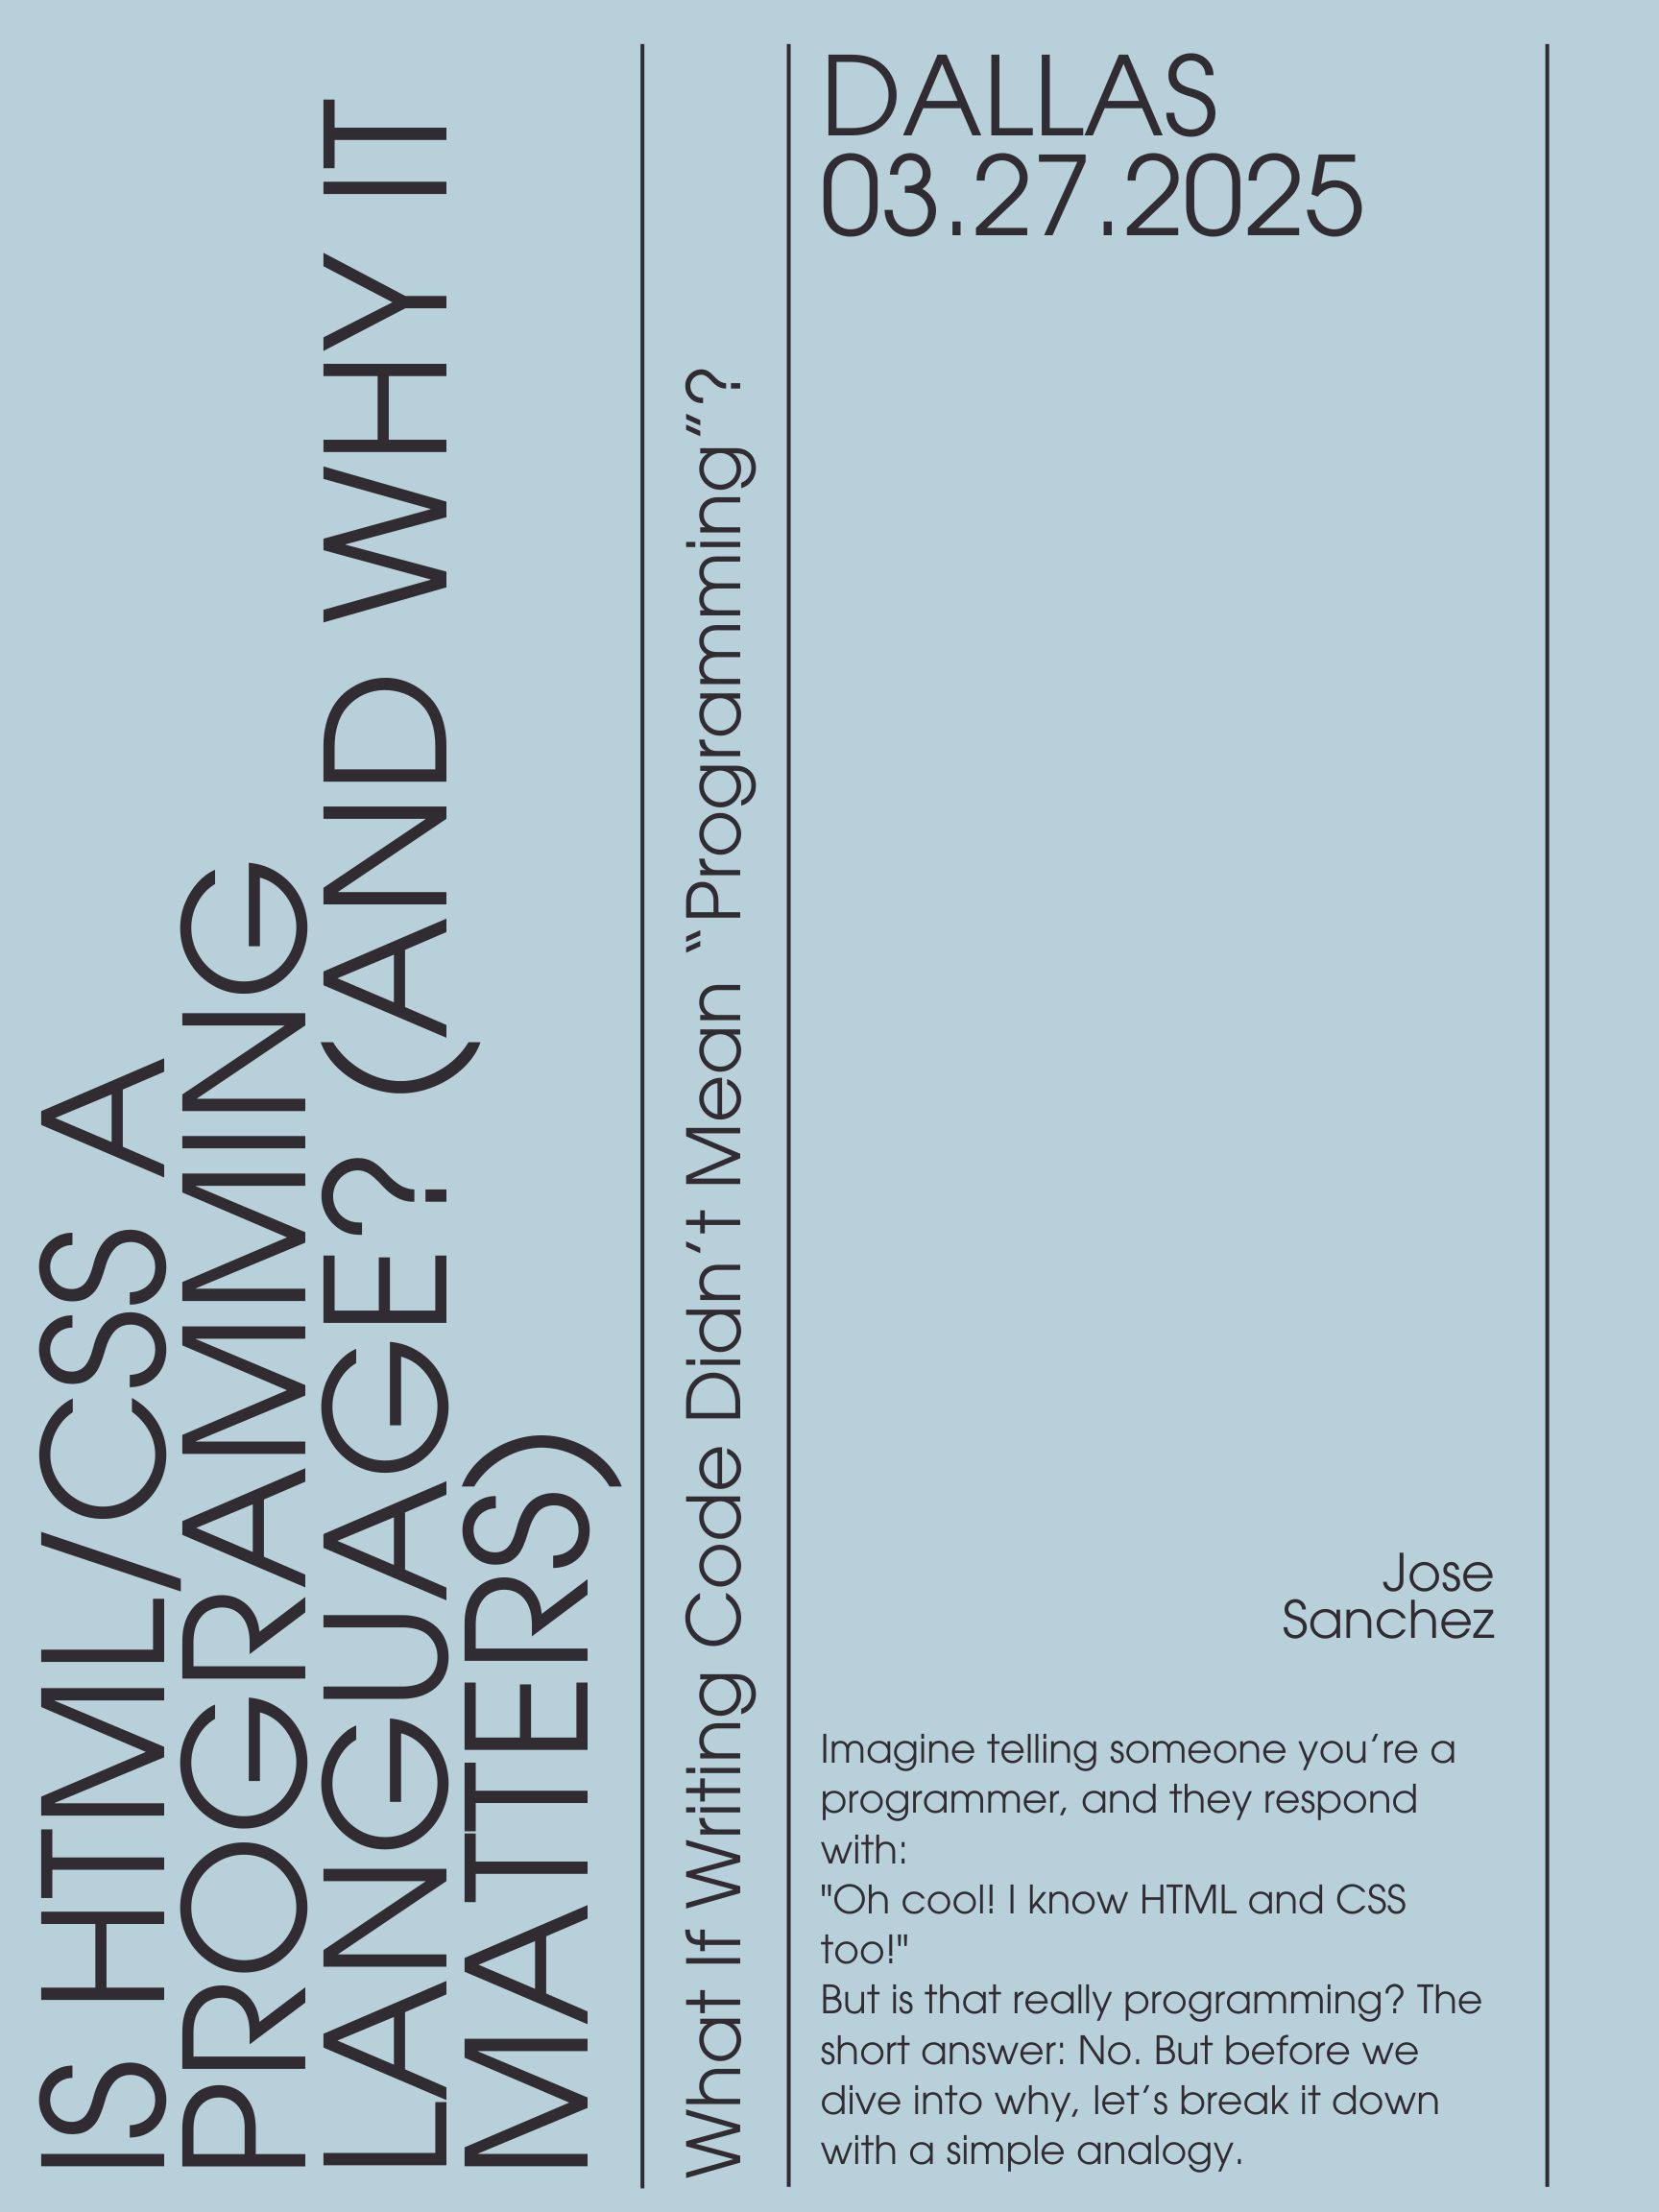 IS HTML/CSS A
PROGRAMMING
LANGUAGE? (AND WHY IT
MATTERS)
What If Writing Code Didn’t Mean “Programming”?
DALLAS
03.27.2025
Jose
Sanchez
Imagine telling someone you’re a
programmer, and they respond
with:
"Oh cool! I know HTML and CSS
too!"
But is that really programming? The
short answer: No. But before we
dive into why, let’s break it down
with a simple analogy.